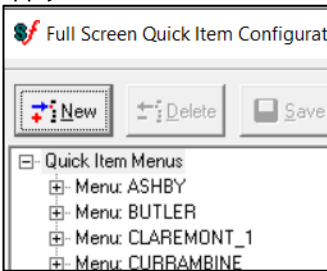 Full Screen Quick Item Configurat
New Delete Save
Quick Item Menus
Menu: ASHBY
Menu: BUTLER
Menu: CLAREMONT_1
Menu: CURRAMBINE